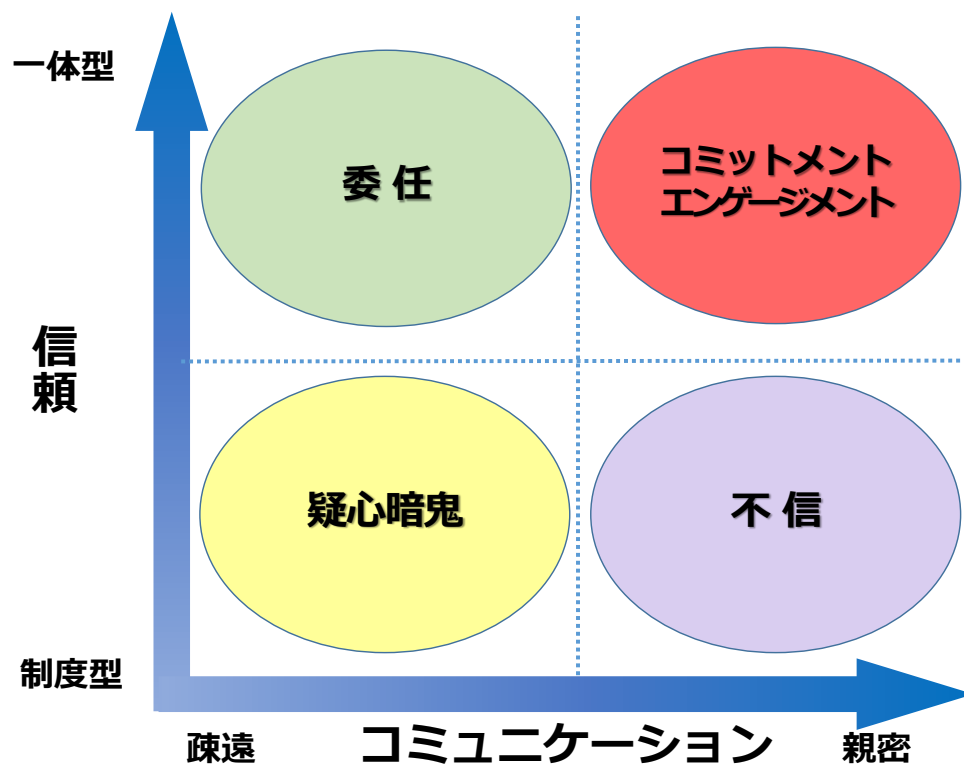 一体型
委 任
コミットメント
エンゲージメント
信
頼
疑心暗鬼
不 信
制度型
疎遠
コミュニケーション
親密